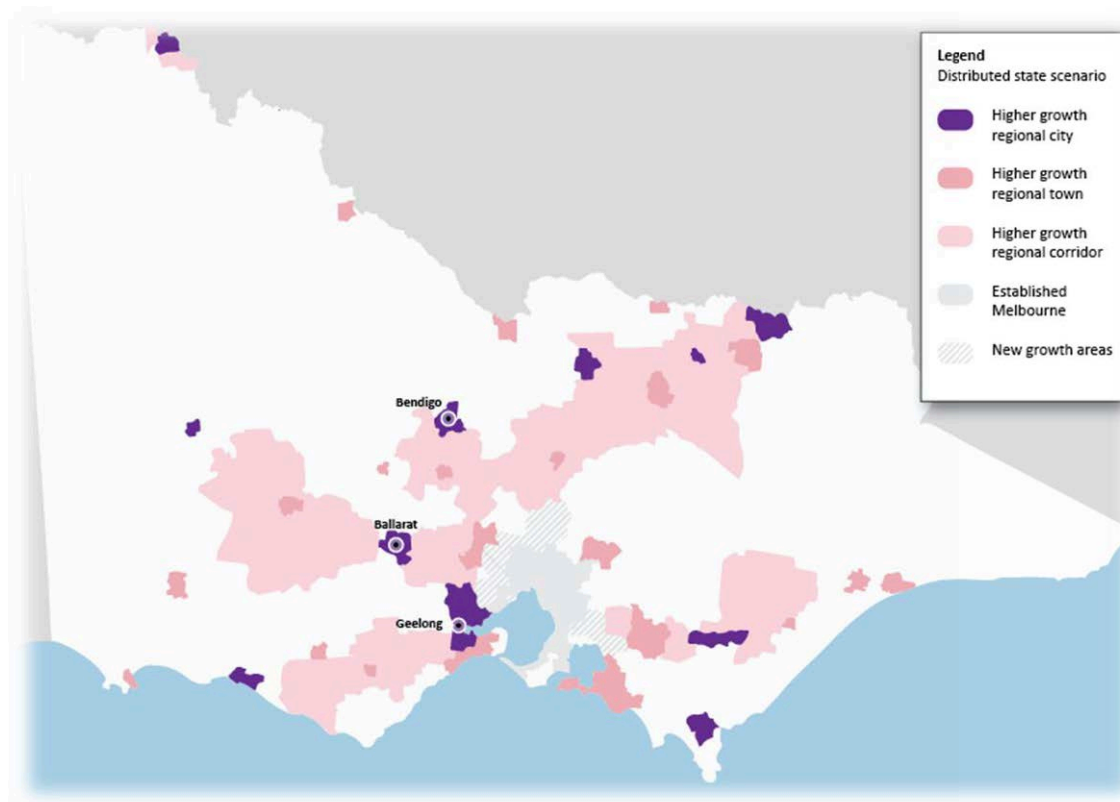 Legend
Distributed state scenario
Higher growth
regional city
Higher growth
regional town
Higher growth
regional corridor
Established
Melbourne
New growth areas
Bendigo
Ballarat
Geelong